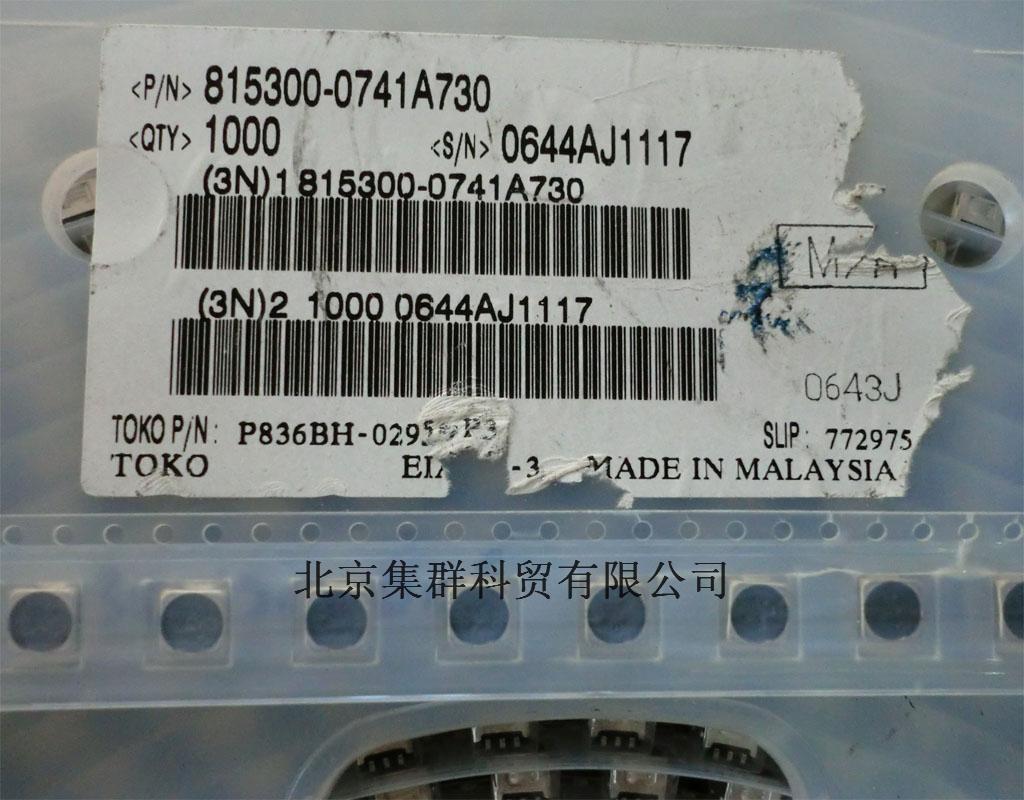 <P/N> 815300-0741A730
<QTY> 1000 <S/N> 0644AJ1117
(3N)1 815300-0741A730
(3N)2 1000 0644AJ1117
0643J
TOKO P/N: SLIP: 772975
TOKO MADE IN MALAYSIA
北京集群科贸有限公司